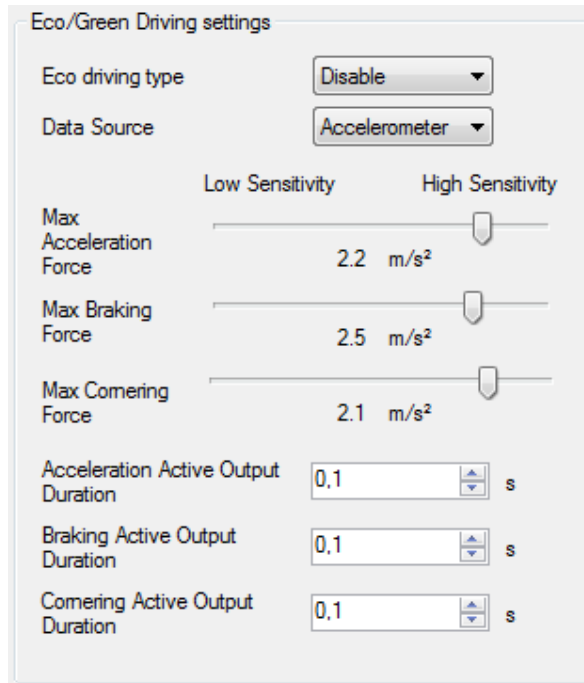 Eco/Green Driving settings
Eco driving type Disable
Data Source Accelerometer
Low Sensitivity High Sensitivity
Max
Acceleration
Force
2.2 m/s²
Max Braking
Force
2.5 m/s²
Max Cornering
Force
2.1 m/s²
Acceleration Active Output
Duration
0,1 s
Braking Active Output
Duration
0,1 s
Cornering Active Output
Duration
0,1 s